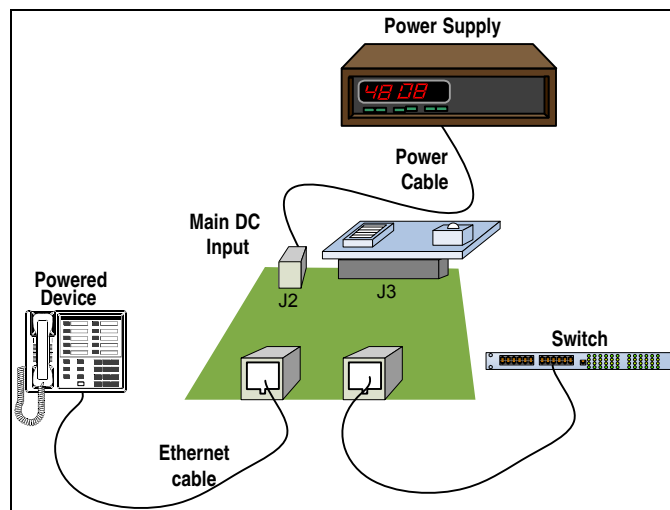 Power Supply
48 08
Power
Cable
Main DC
Input
J2
J3
Powered
Device
Switch
Ethernet
cable